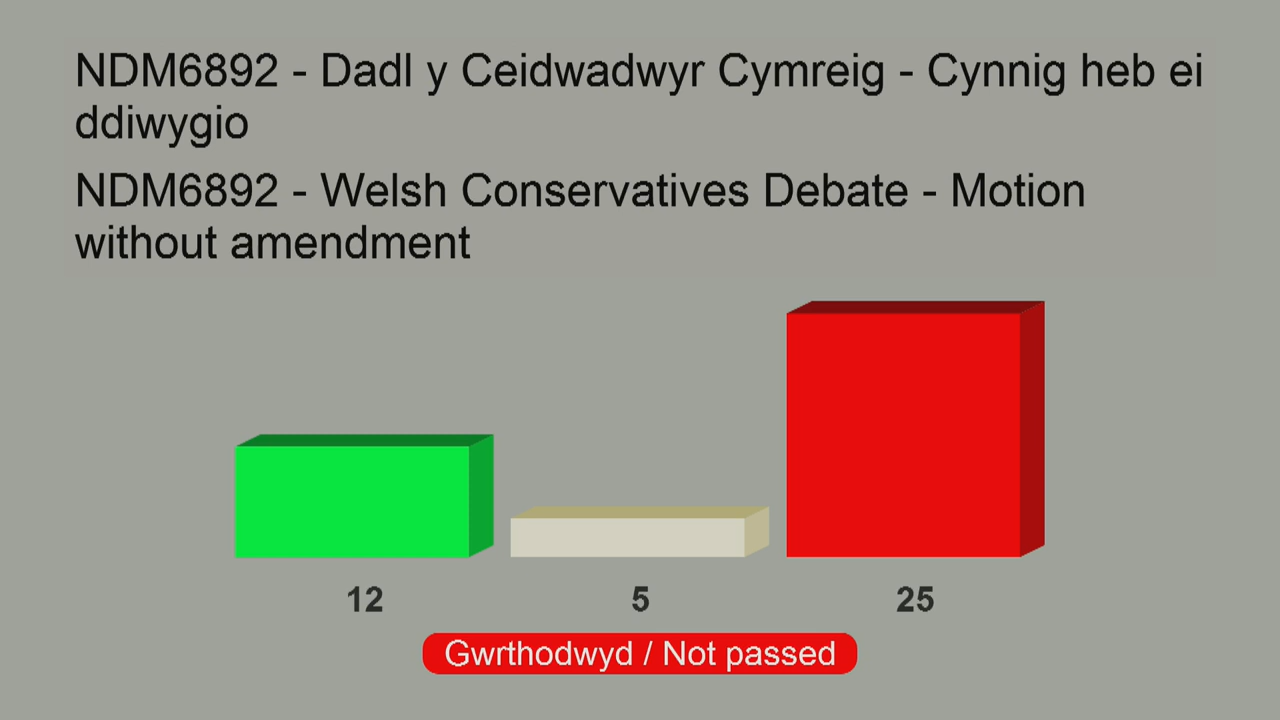 NDM6892 - Dadl y Ceidwadwyr Cymreig - Cynnig heb ei
ddiwygio
NDM6892 - Welsh Conservatives Debate - Motion
without amendment
12
5
25
Gwrthodwyd / Not passed